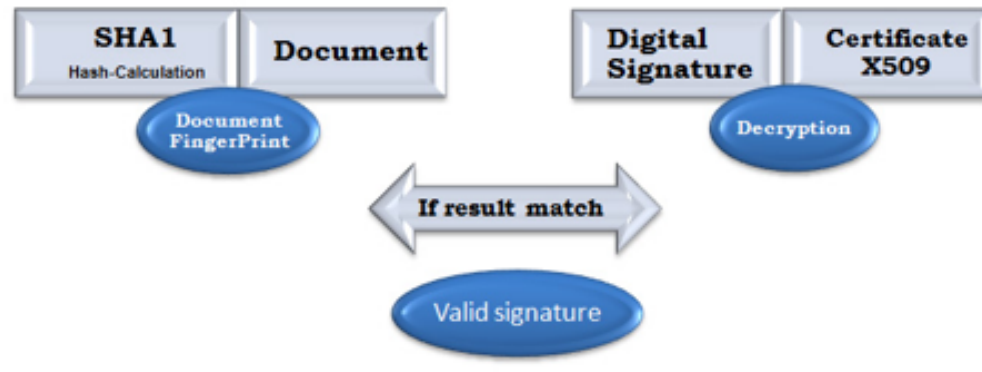 SHA1
Hash-Calculation
Document
Digital
Signature
Certificate
X509
Document
FingerPrint
Decryption
If result match
Valid signature